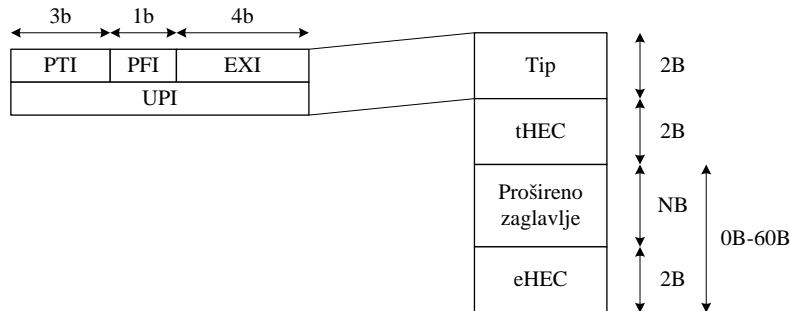 3b 1b 4b
PTI PFI EXI
UPI
Tip 2B
tHEC 2B
Prošireno
zaglavlje
NB
0B-60B
eHEC 2B